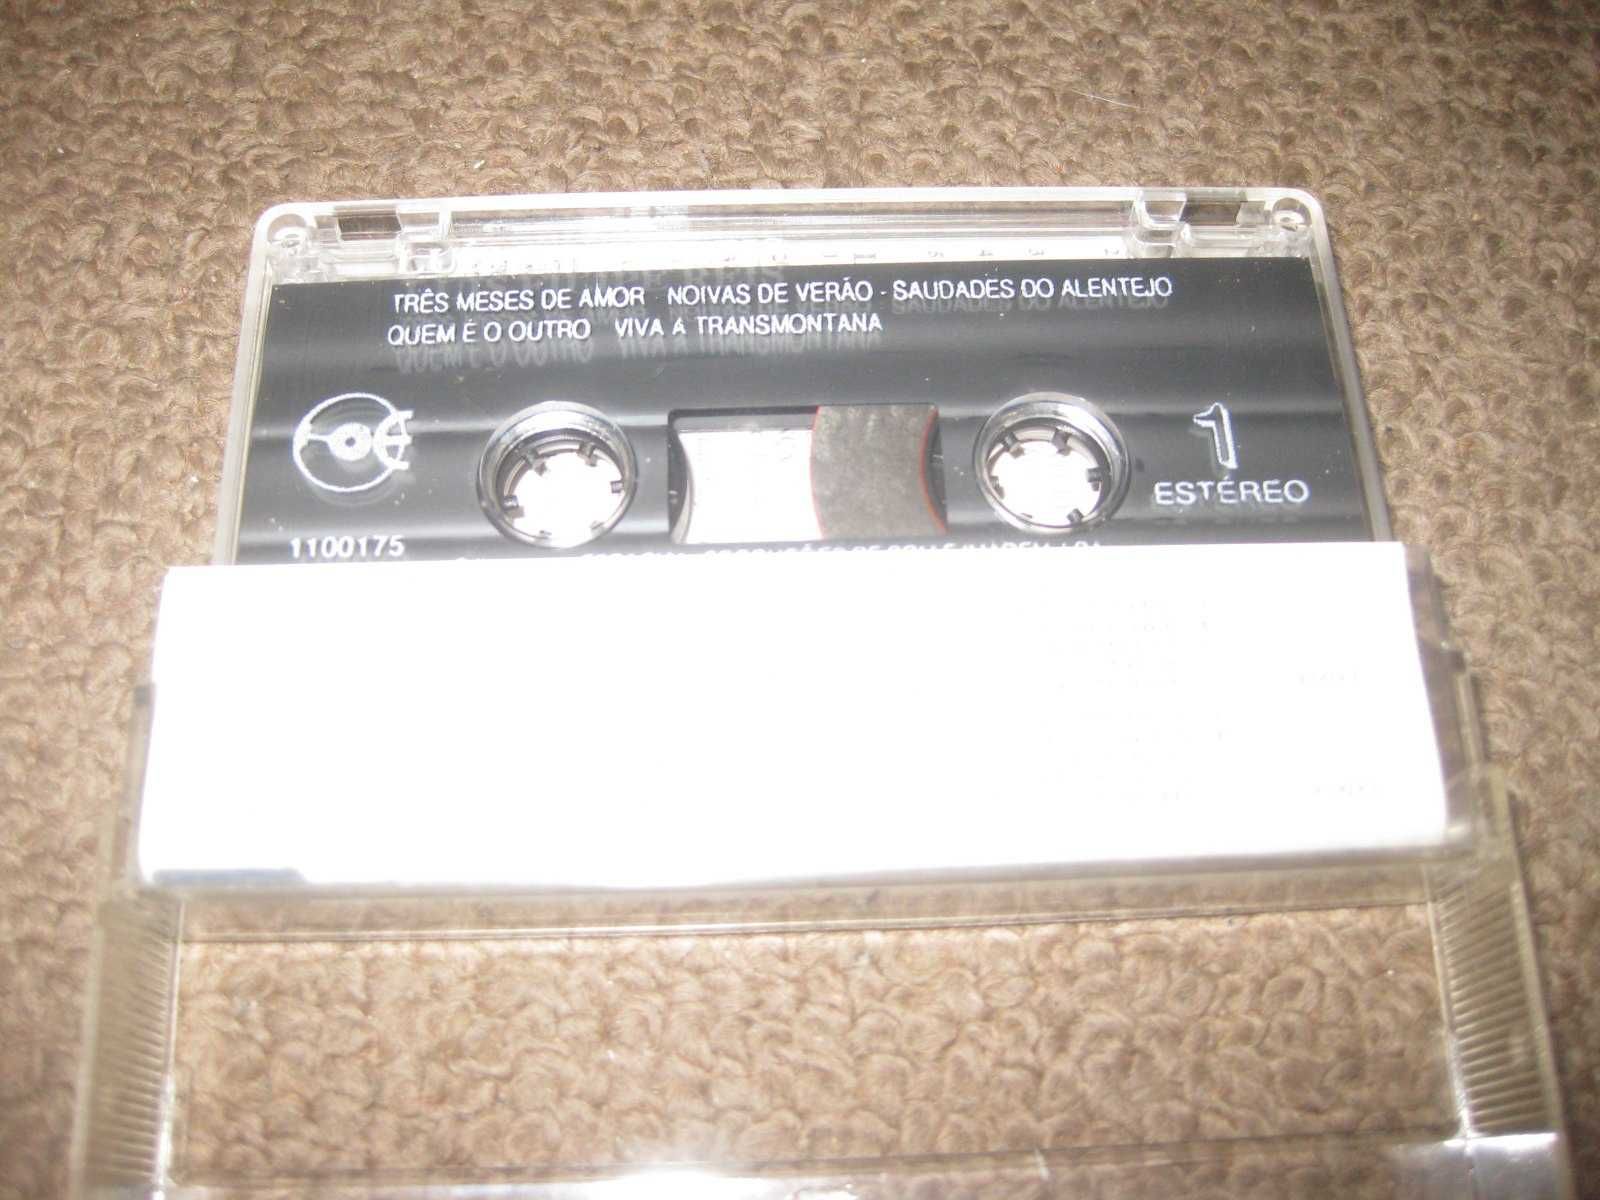 TRÊS MESES DE AMOR NOIVAS DE VERÃO - SAUDADES DO ALENTEJO
QUEM É O OUTRO VIVA A TRANSMONTANA
1
ESTÉREO
1100175